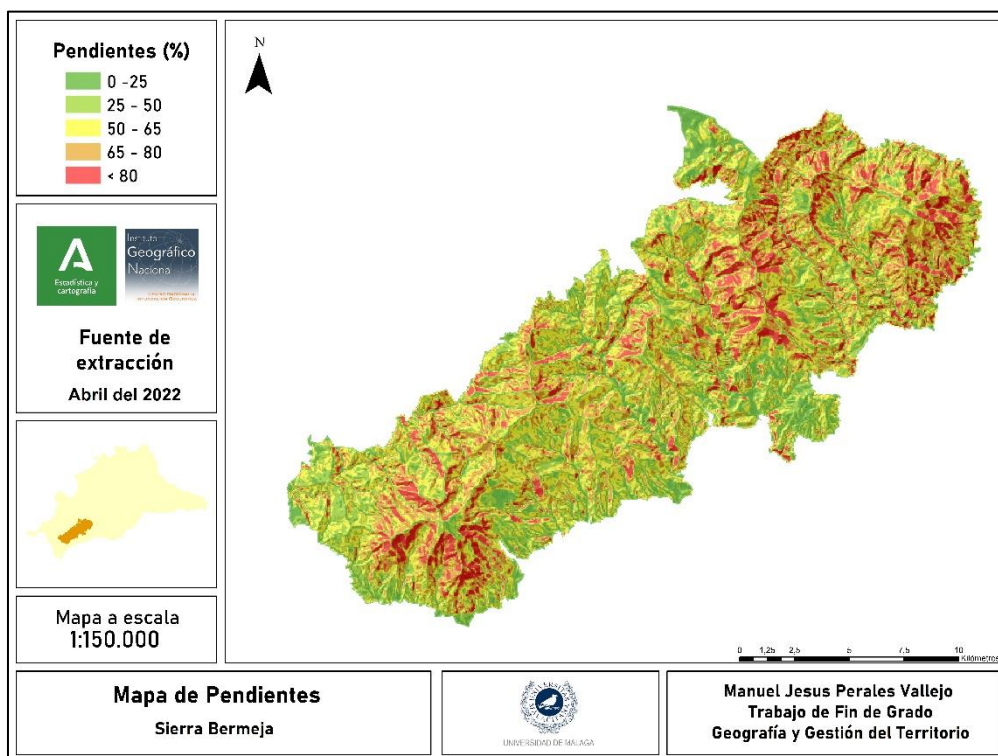 Pendientes (%)
0 -25
25 - 50
50 - 65
65 - 80
< 80
Estadística y
cartografía
Instituto
Geográfico
Nacional
Fuente de
extracción
Abril del 2022
Mapa a escala
1:150.000
N
0 1,25 2,5 5 7,5 10
Kilómetros
Mapa de Pendientes
Sierra Bermeja
UNIVERSIDAD DE MÁLAGA
Manuel Jesus Perales Vallejo
Trabajo de Fin de Grado
Geografía y Gestión del Territorio